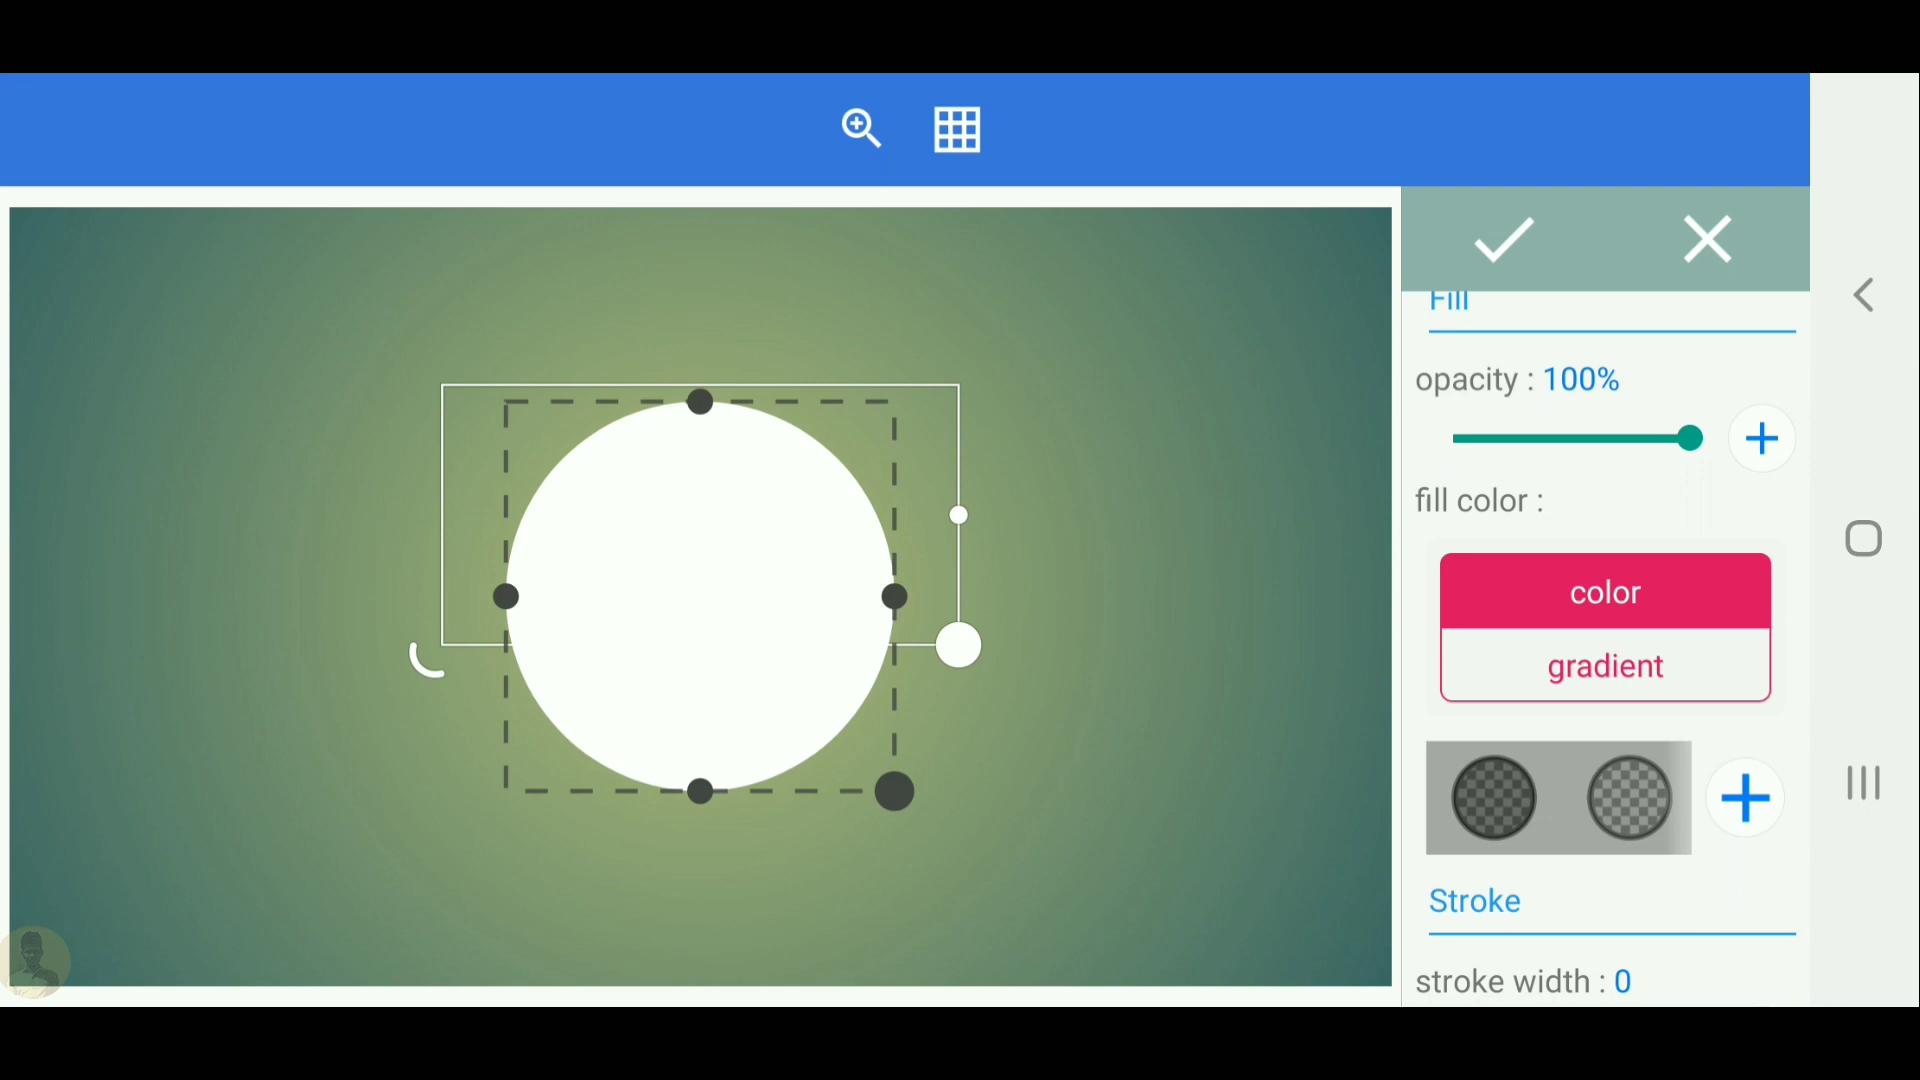 Fill
opacity : 100%
fill color :
color
gradient
Stroke
stroke width : 0